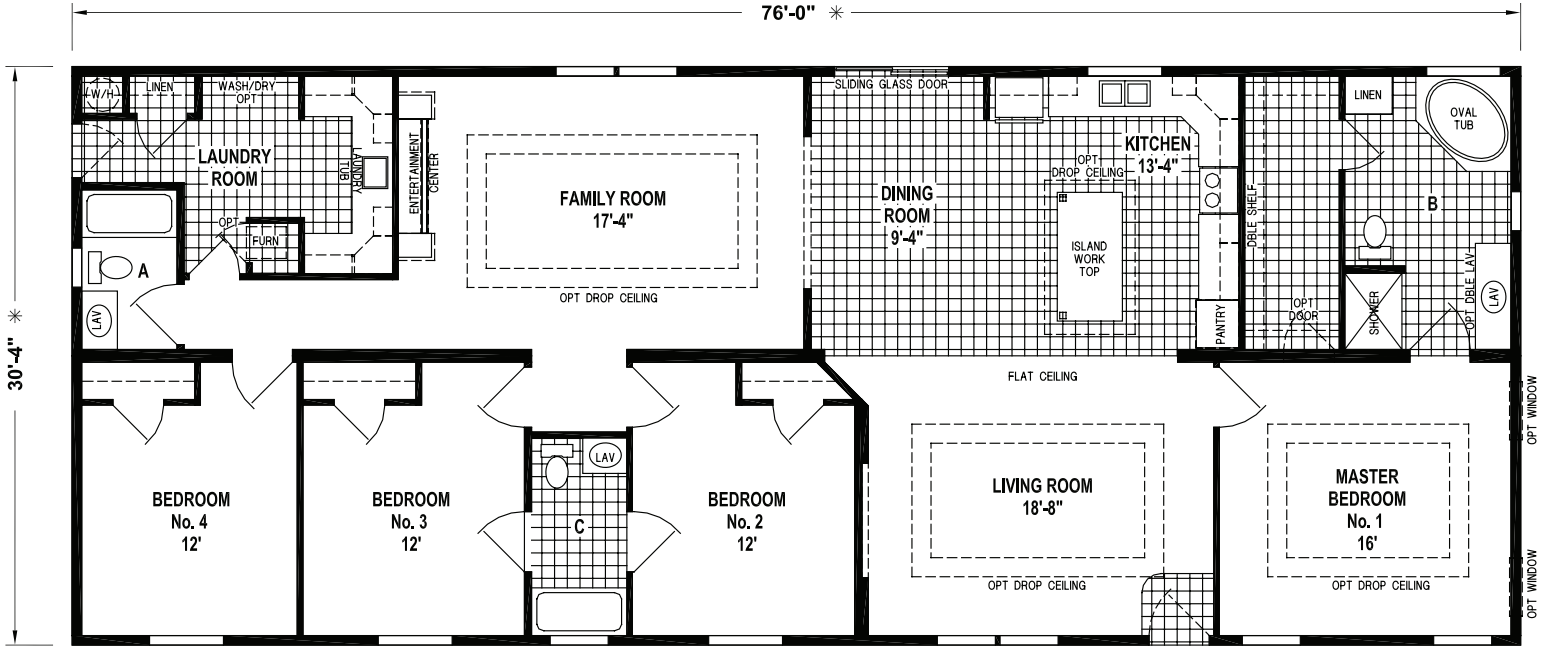 76'-0" ✳
W/H
LINEN
WASH/DRY
OPT
LAUNDRY
ROOM
LAUNDRY
TUB
OPT
FURN
ENTERTAINMENT
CENTER
FAMILY ROOM
17'-4"
OPT DROP CEILING
SLIDING GLASS DOOR
DINING
ROOM
9'-4"
KITCHEN
13'-4"
OPT
DROP CEILING
ISLAND
WORK
TOP
PANTRY
DBLE SHELF
OPT
DOOR
LINEN
OVAL
TUB
B
SHOWER
OPT DBLE LAV
LAV
A
LAV
30'-4" ✳
FLAT CEILING
BEDROOM
No. 4
12'
BEDROOM
No. 3
12'
LAV
C
BEDROOM
No. 2
12'
LIVING ROOM
18'-8"
OPT DROP CEILING
MASTER
BEDROOM
No. 1
16'
OPT DROP CEILING
OPT WINDOW
OPT WINDOW